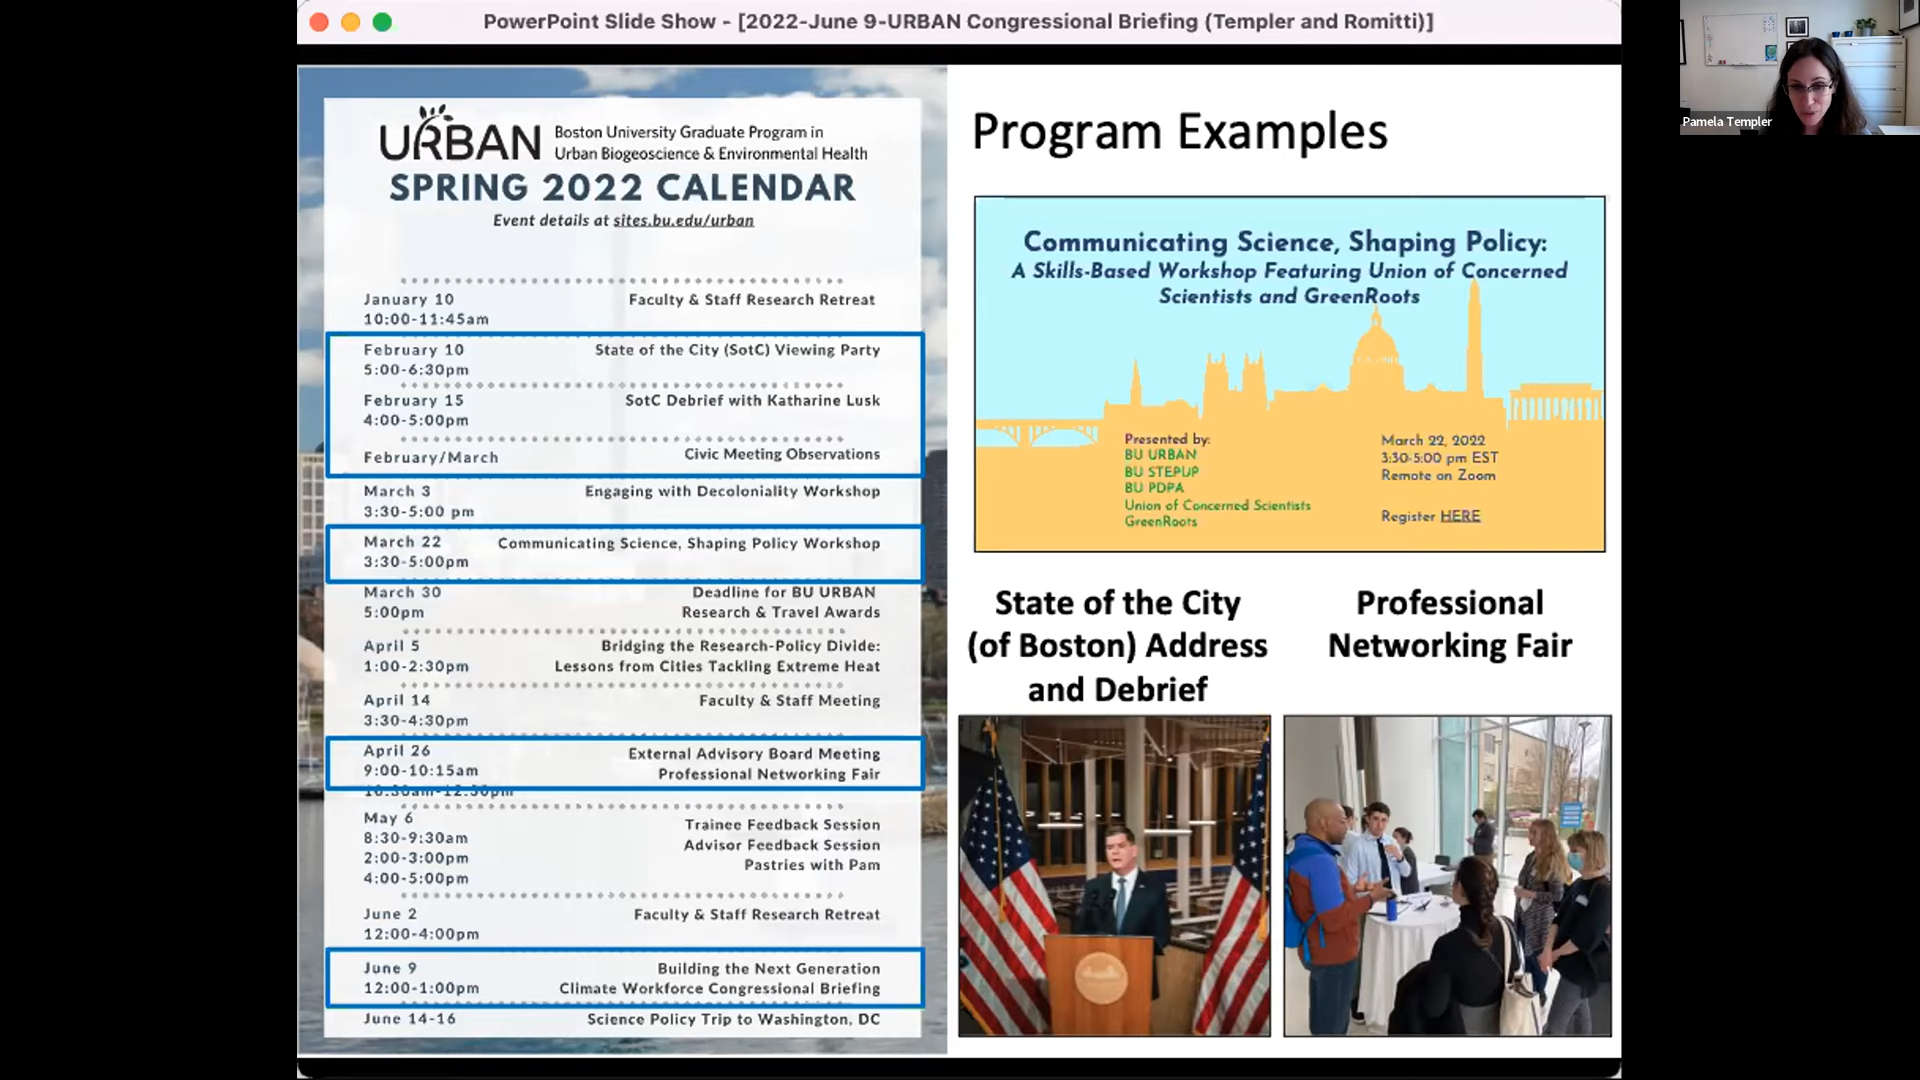 PowerPoint Slide Show - [2022-June 9-URBAN Congressional Briefing (Templer and Romitti)]
Pamela Templer
URBAN
Boston University Graduate Program in
Urban Biogeoscience & Environmental Health
SPRING 2022 CALENDAR
Event details at sites.bu.edu/urban
January 10 Faculty & Staff Research Retreat
10:00-11:45am
February 10 State of the City (SotC) Viewing Party
5:00-6:30pm
February 15 SotC Debrief with Katharine Lusk
4:00-5:00pm
February/March Civic Meeting Observations
March 3 Engaging with Decoloniality Workshop
3:30-5:00 pm
March 22 Communicating Science, Shaping Policy Workshop
3:30-5:00pm
March 30 Deadline for BU URBAN
5:00pm Research & Travel Awards
April 5 Bridging the Research-Policy Divide:
1:00-2:30pm Lessons from Cities Tackling Extreme Heat
April 14 Faculty & Staff Meeting
3:30-4:30pm
April 26 External Advisory Board Meeting
9:00-10:15am Professional Networking Fair
10:30am-12:30pm
May 6 Trainee Feedback Session
8:30-9:30am Advisor Feedback Session
2:00-3:00pm Pastries with Pam
4:00-5:00pm
June 2 Faculty & Staff Research Retreat
12:00-4:00pm
June 9 Building the Next Generation
12:00-1:00pm Climate Workforce Congressional Briefing
June 14-16 Science Policy Trip to Washington, DC
Program Examples
Communicating Science, Shaping Policy:
A Skills-Based Workshop Featuring Union of Concerned
Scientists and GreenRoots
Presented by:
BU URBAN
BU STEPUP
BU PDPA
Union of Concerned Scientists
GreenRoots
March 22, 2022
3:30-5:00 pm EST
Remote on Zoom
Register HERE
State of the City
(of Boston) Address
and Debrief
Professional
Networking Fair